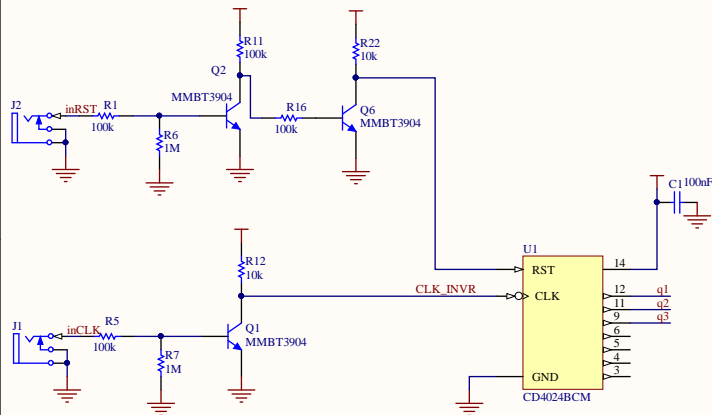 R11
100k
R22
10k
Q2
J2
inRST
R1
100k
MMBT3904
R16
100k
Q6
MMBT3904
R6
1M
C1
100nF
U1
RST
CLK
GND
14
12
11
9
6
5
4
3
q1
q2
q3
CD4024BCM
R12
10k
CLK_INVR
J1
inCLK
R5
100k
Q1
MMBT3904
R7
1M